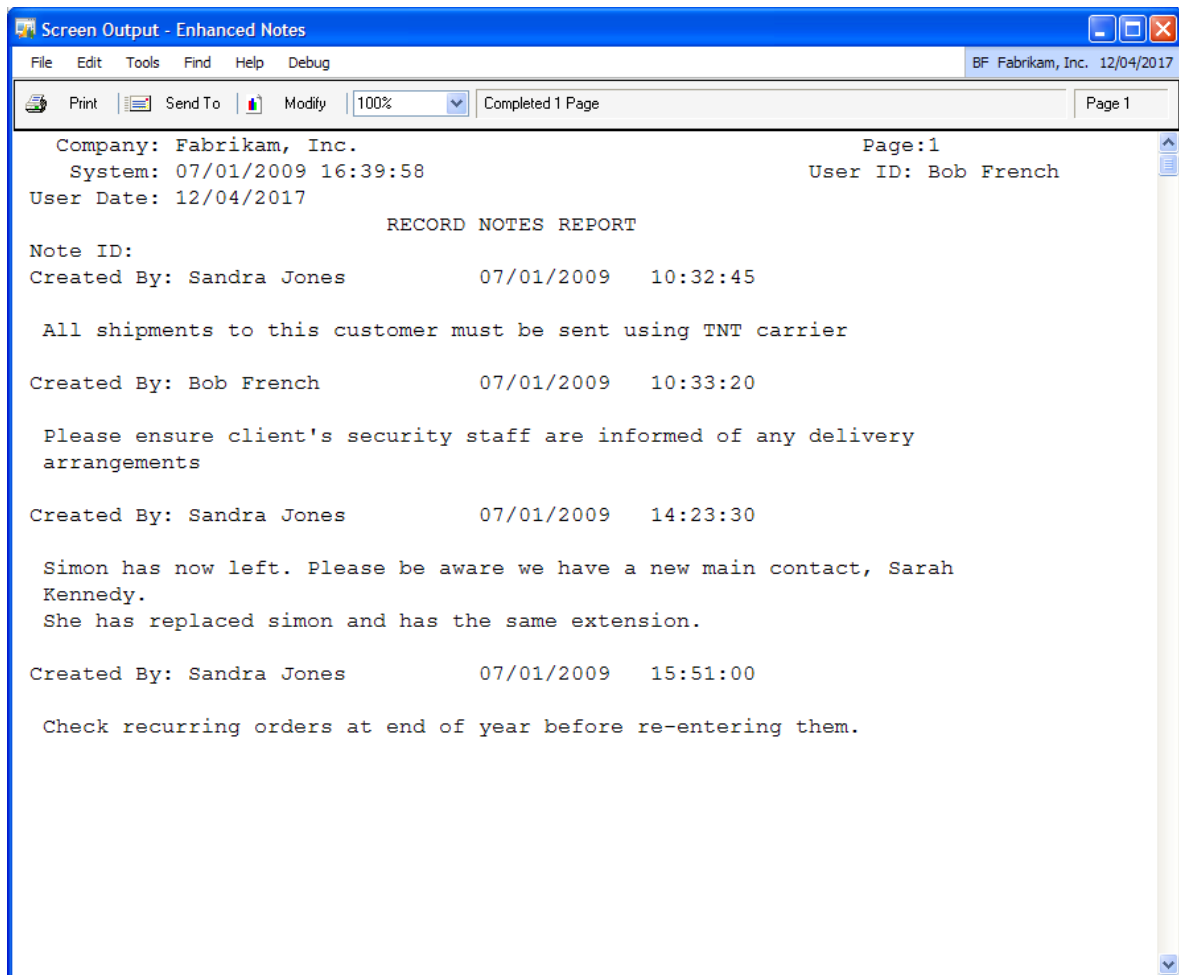 Screen Output - Enhanced Notes
File Edit Tools Find Help Debug BF Fabrikam, Inc. 12/04/2017
Print Send To Modify 100% Completed 1 Page Page 1
Company: Fabrikam, Inc. Page:1
System: 07/01/2009 16:39:58 User ID: Bob French
User Date: 12/04/2017
RECORD NOTES REPORT
Note ID:
Created By: Sandra Jones 07/01/2009 10:32:45
All shipments to this customer must be sent using TNT carrier
Created By: Bob French 07/01/2009 10:33:20
Please ensure client's security staff are informed of any delivery
arrangements
Created By: Sandra Jones 07/01/2009 14:23:30
Simon has now left. Please be aware we have a new main contact, Sarah
Kennedy.
She has replaced simon and has the same extension.
Created By: Sandra Jones 07/01/2009 15:51:00
Check recurring orders at end of year before re-entering them.